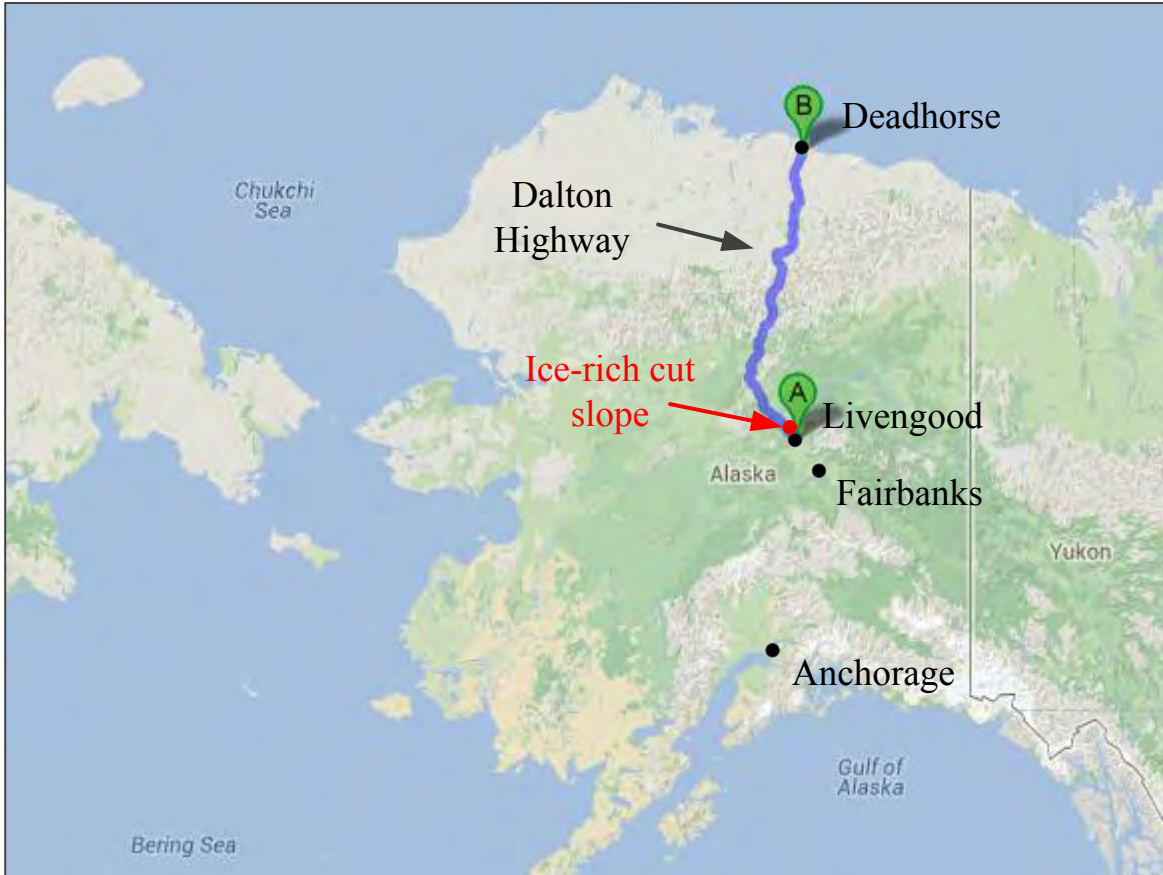 B
Deadhorse
Chukchi
Sea
Dalton
Highway
Ice-rich cut
slope
A
Livengood
Alaska
Fairbanks
Yukon
Anchorage
Gulf of
Alaska
Bering Sea